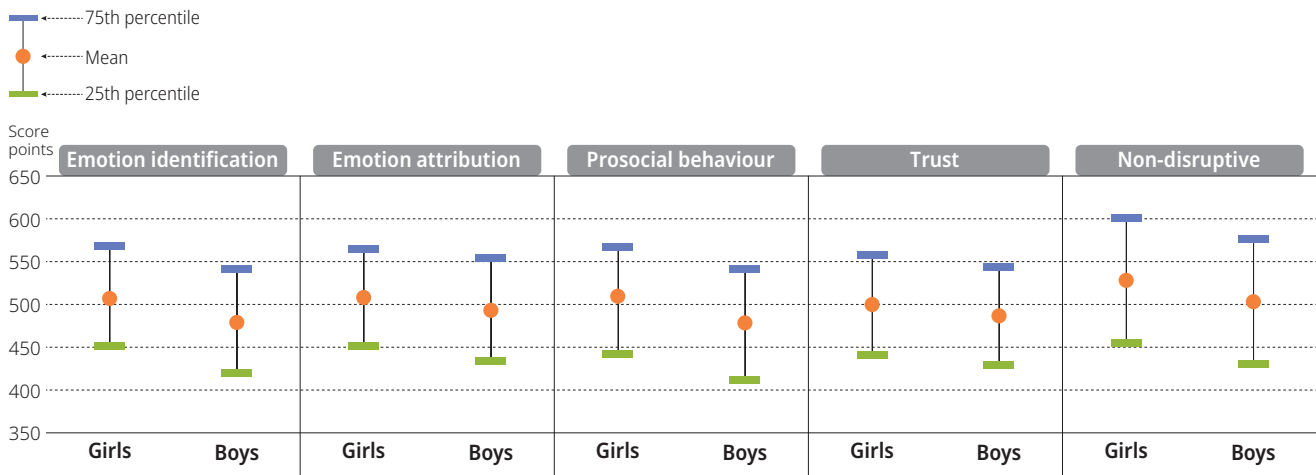 75th percentile
Mean
25th percentile
Score
points
Emotion identification Emotion attribution Prosocial behaviour Trust Non-disruptive
650
600
550
500
450
400
350
Girls Boys Girls Boys Girls Boys Girls Boys Girls Boys